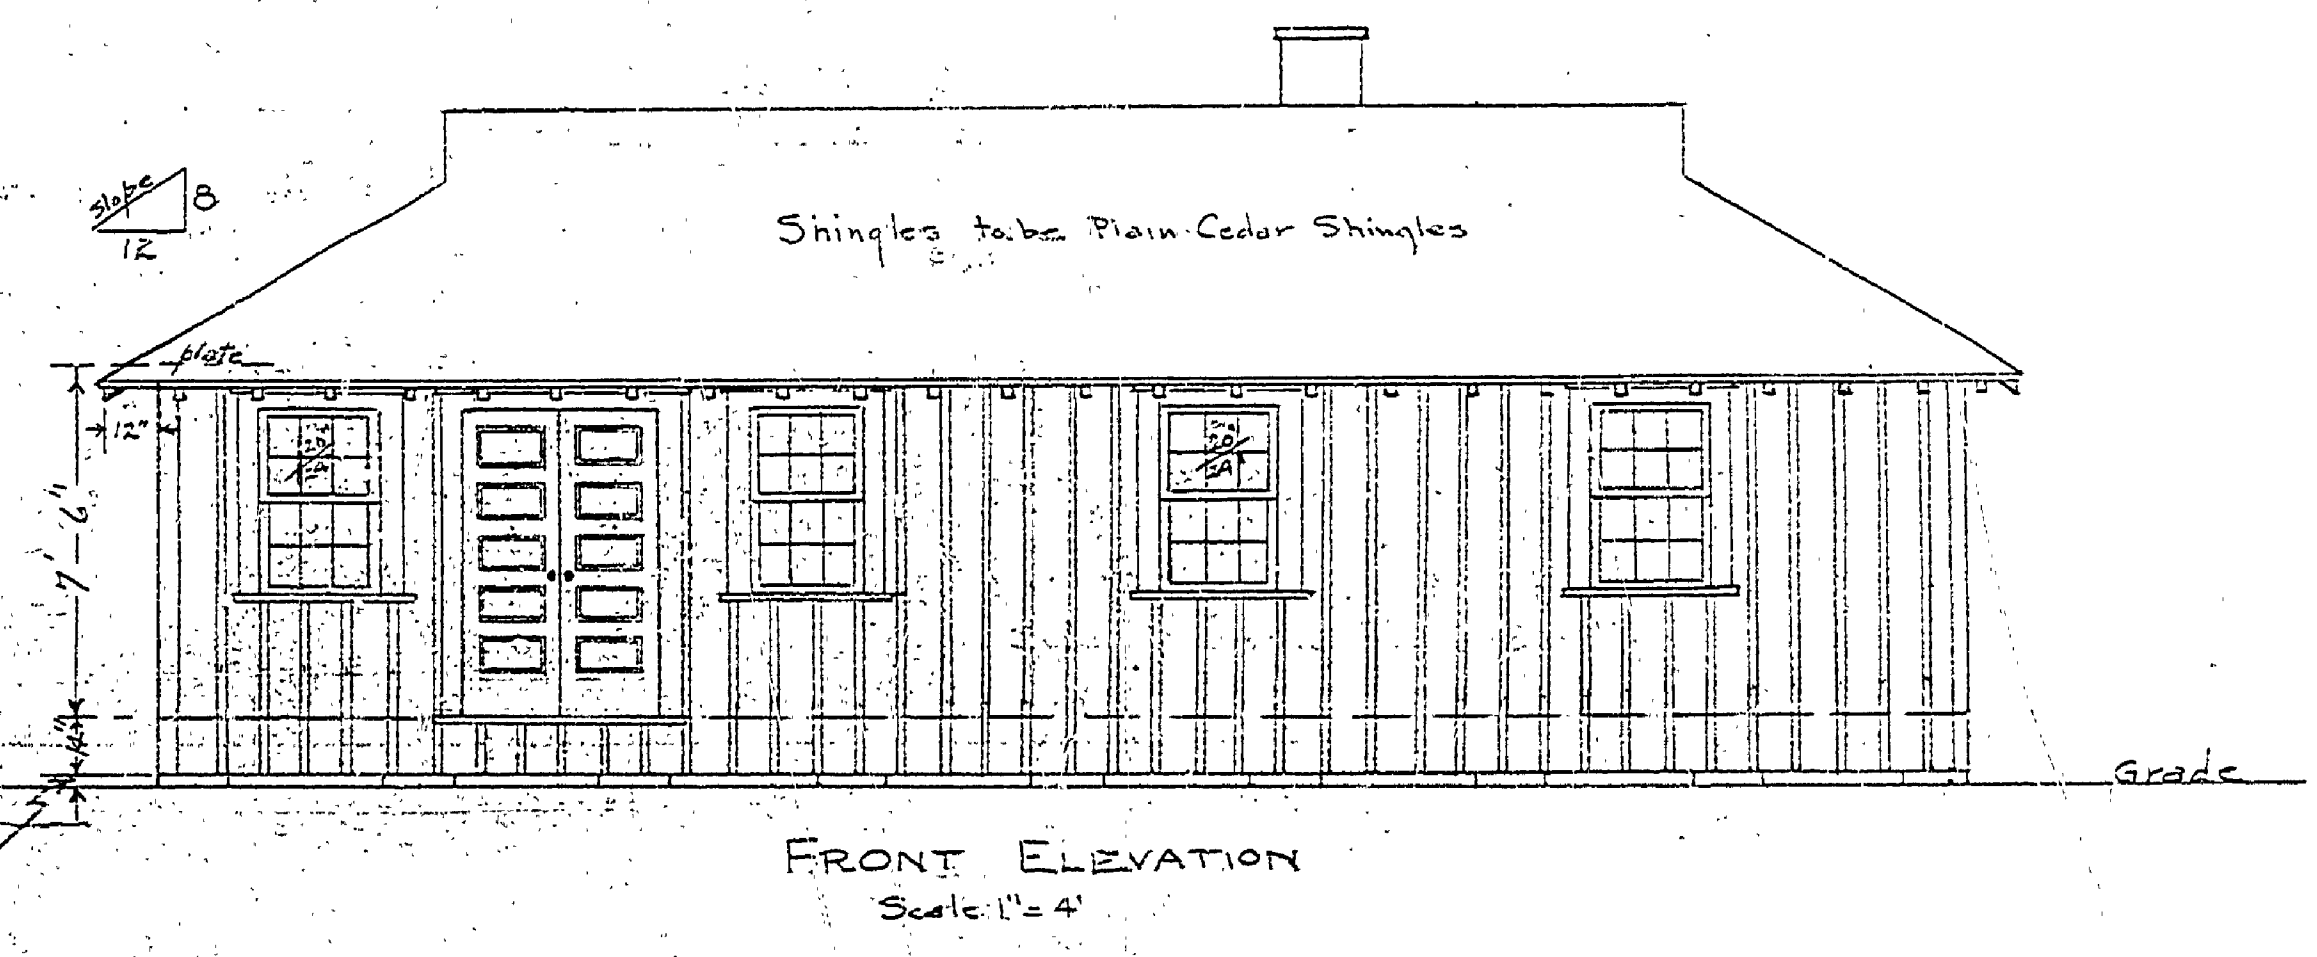 Slope
8
12
Shingles to be Plain Cedar Shingles
plate
12"
7'-6"
Grade
FRONT ELEVATION
Scale 1"=4'